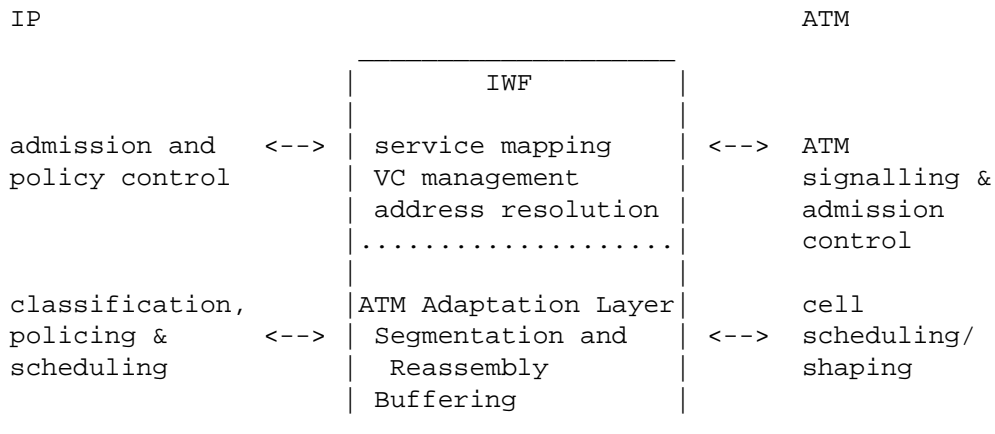 IP                                                 ATM
                       ____________________
                      |        IWF         |
                      |                    |
admission and   <-->  | service mapping    | <-->  ATM
policy control        | VC management      |       signalling &
                      | address resolution |       admission
                      |....................|       control
                      |                    |
classification,       |ATM Adaptation Layer|       cell
policing &      <-->  | Segmentation and   | <-->  scheduling/
scheduling            |  Reassembly        |       shaping
                      | Buffering          |